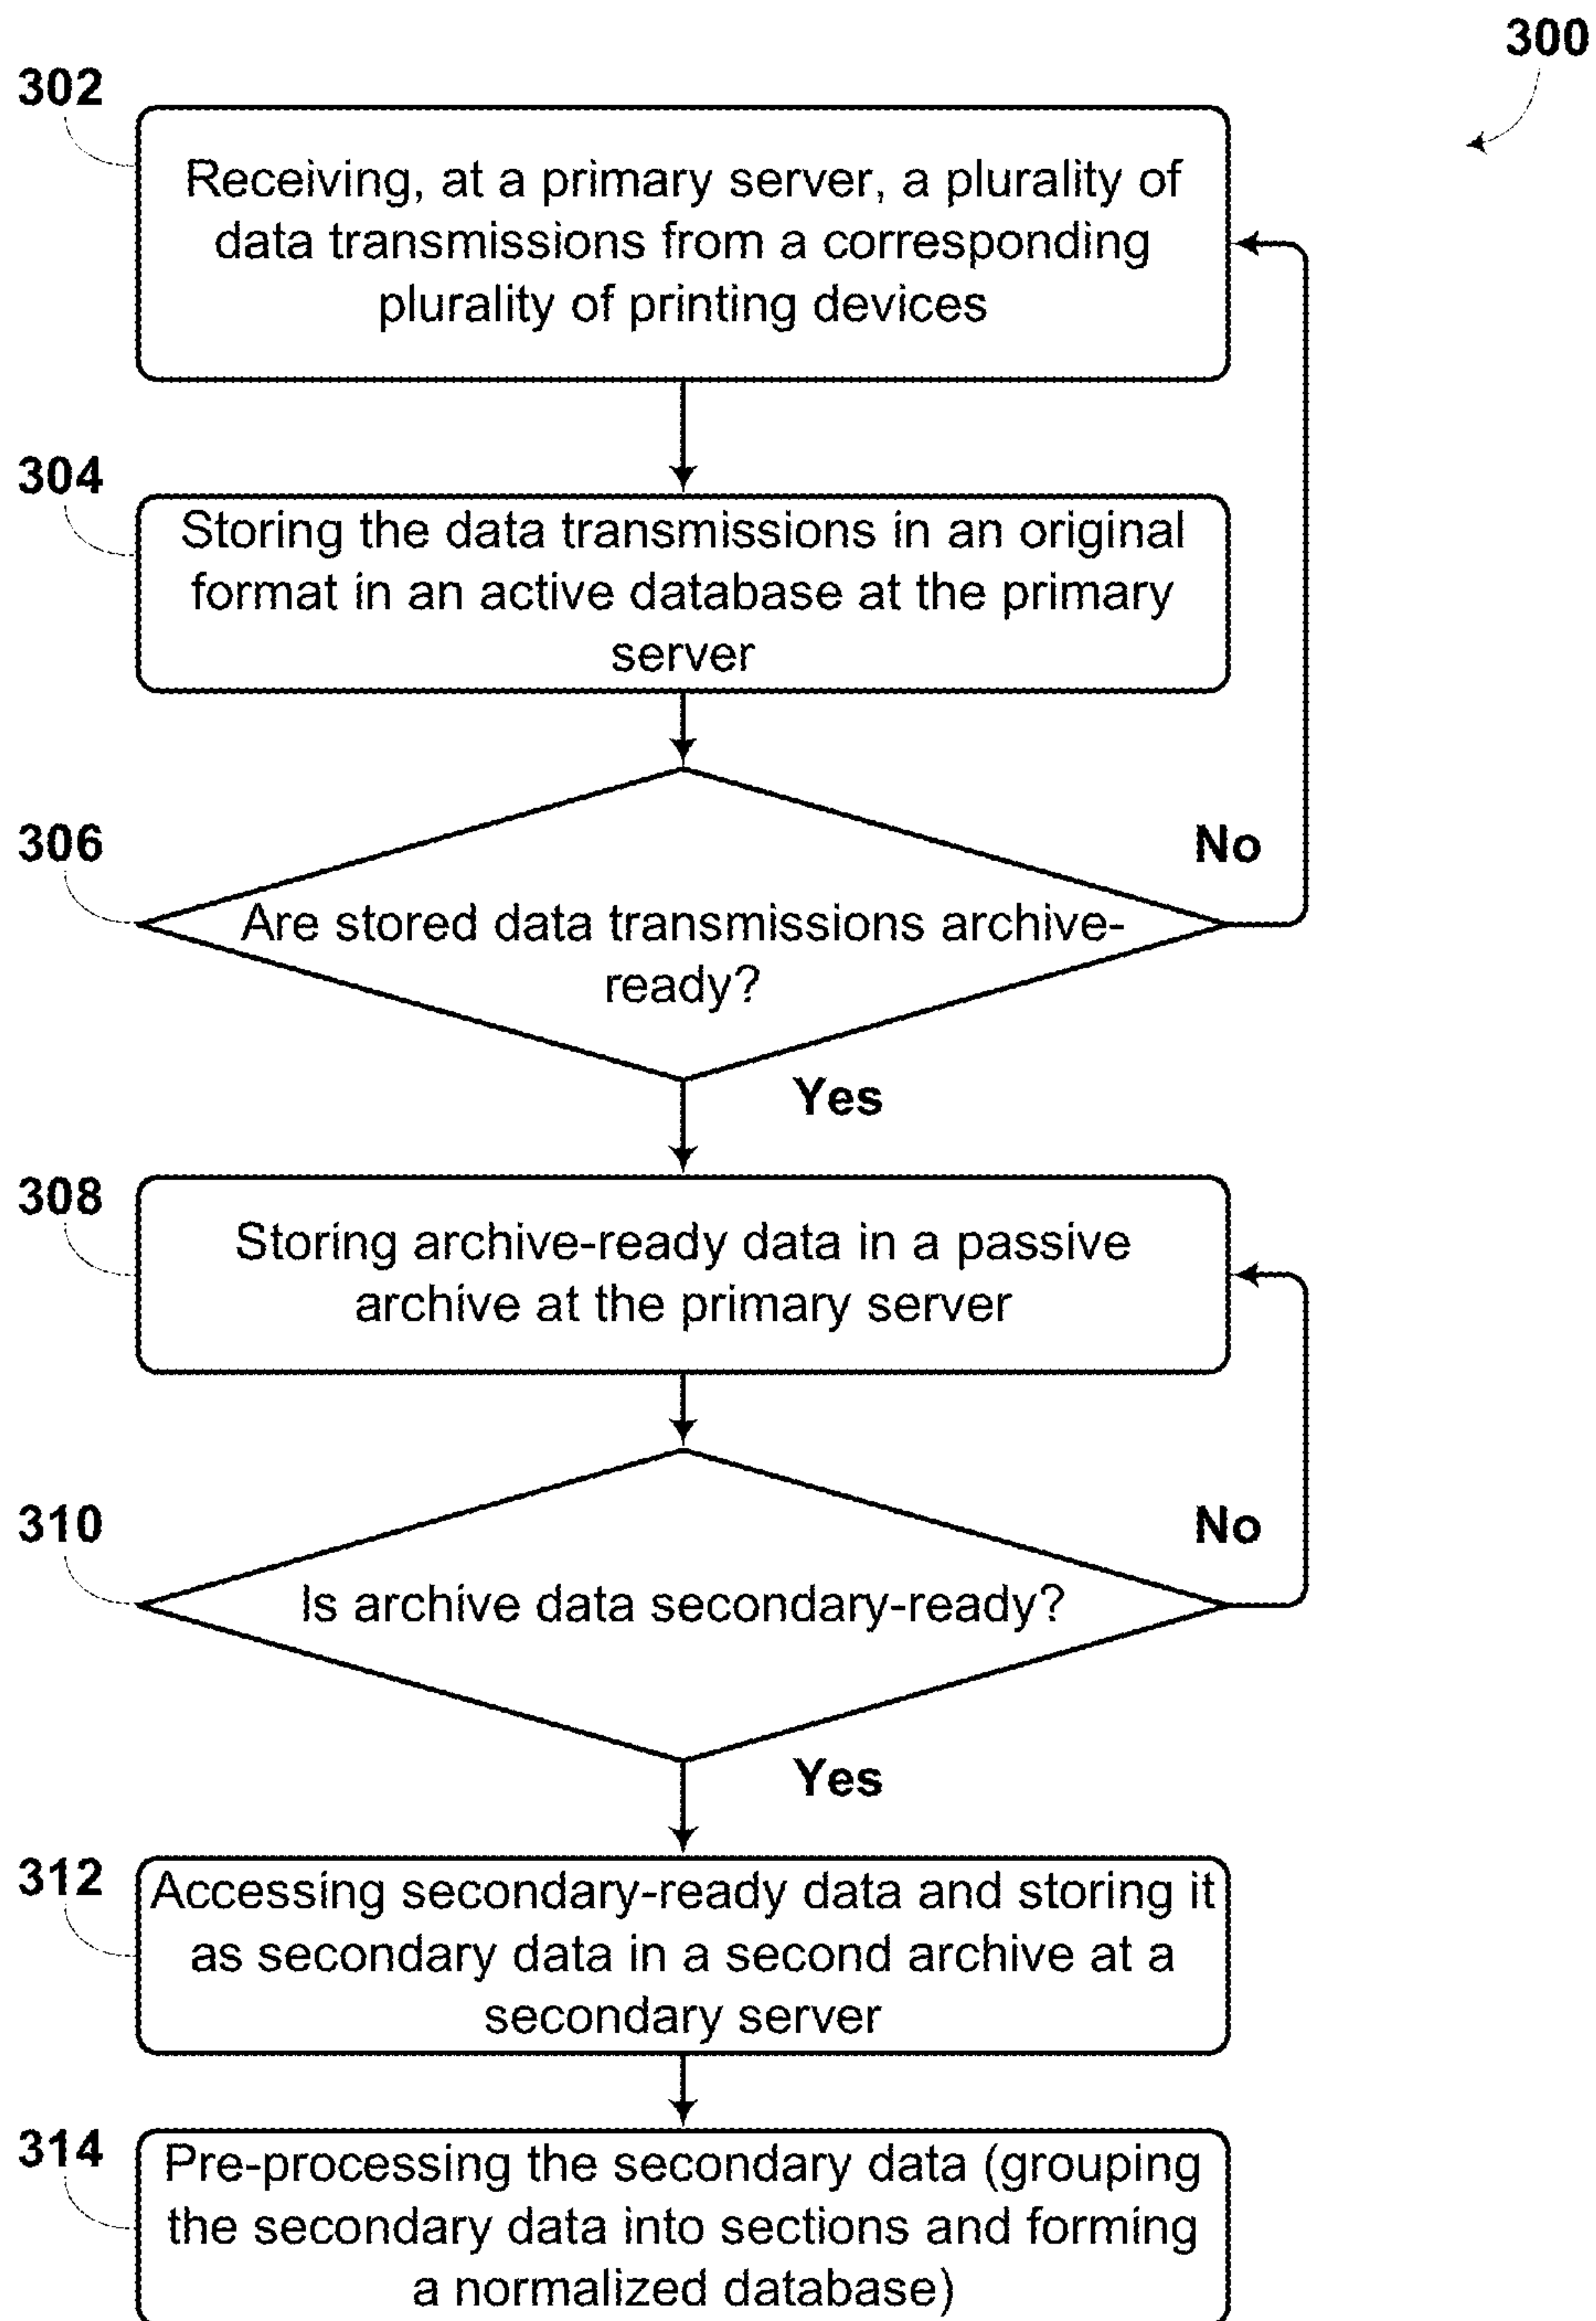 300
302
Receiving, at a primary server, a plurality of
data transmissions from a corresponding
plurality of printing devices
304
Storing the data transmissions in an original
format in an active database at the primary
server
306
No
Are stored data transmissions archive-
ready?
Yes
308
Storing archive-ready data in a passive
archive at the primary server
310
No
Is archive data secondary-ready?
Yes
312
Accessing secondary-ready data and storing it
as secondary data in a second archive at a
secondary server
314
Pre-processing the secondary data (grouping
the secondary data into sections and forming
a normalized database)